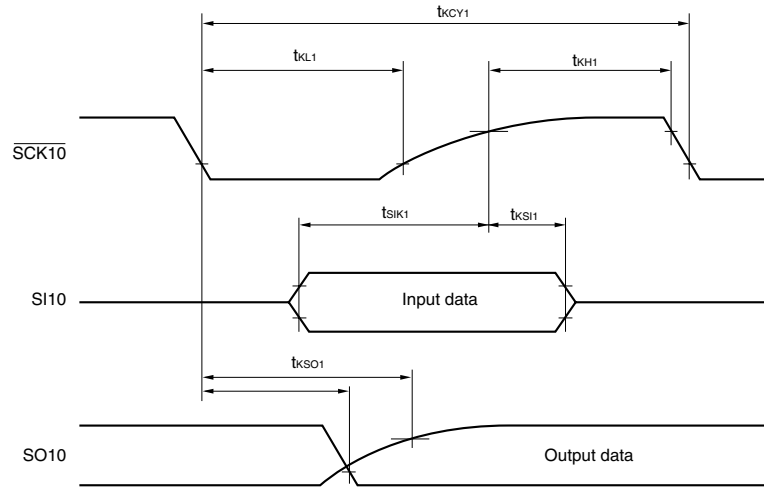 tKCY1
tKL1
tKH1
SCK10
tSIK1
tKSI1
SI10
Input data
tKSO1
SO10
Output data